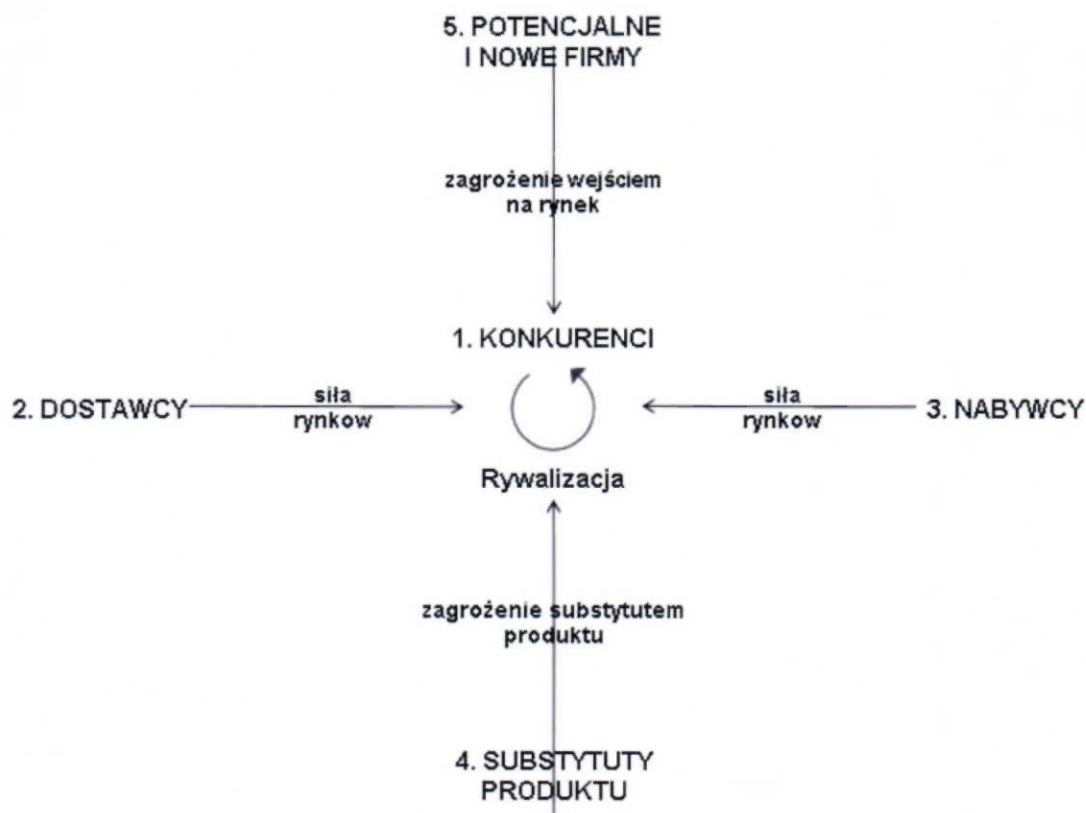 5. POTENCJALNE
I NOWE FIRMY
zagrożenie wejściem
na rynek
1. KONKURENCI
2. DOSTAWCY
siła
rynkow
siła
rynkow
3. NABYWCY
Rywalizacja
zagrożenie substytutem
produktu
4. SUBSTYTUTY
PRODUKTU